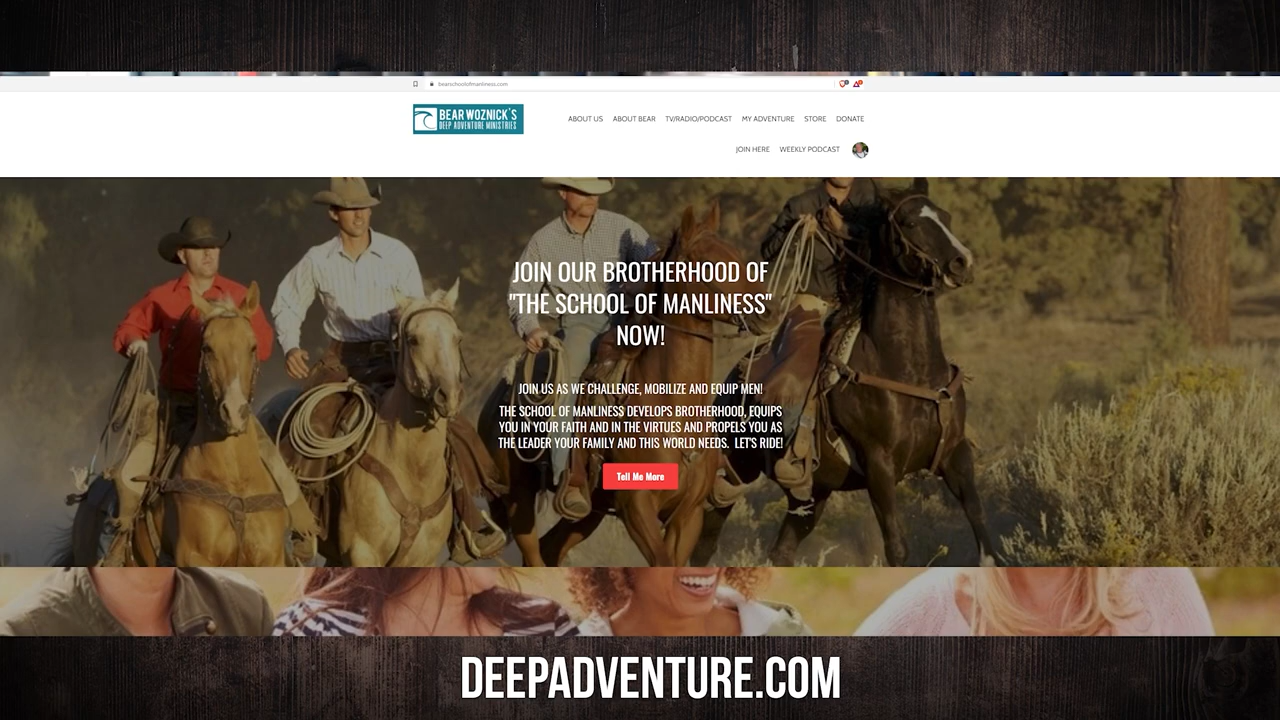 bearschoolofmanliness.com
BEAR WOZNICK'S
DEEP ADVENTURE MINISTRIES
ABOUT US ABOUT BEAR TV/RADIO/PODCAST MY ADVENTURE STORE DONATE
JOIN HERE WEEKLY PODCAST
JOIN OUR BROTHERHOOD OF
"THE SCHOOL OF MANLINESS"
NOW!
JOIN US AS WE CHALLENGE, MOBILIZE AND EQUIP MEN!
THE SCHOOL OF MANLINESS DEVELOPS BROTHERHOOD, EQUIPS
YOU IN YOUR FAITH AND IN THE VIRTUES AND PROPELS YOU AS
THE LEADER YOUR FAMILY AND THIS WORLD NEEDS. LET'S RIDE!
Tell Me More
DEEPADVENTURE.COM